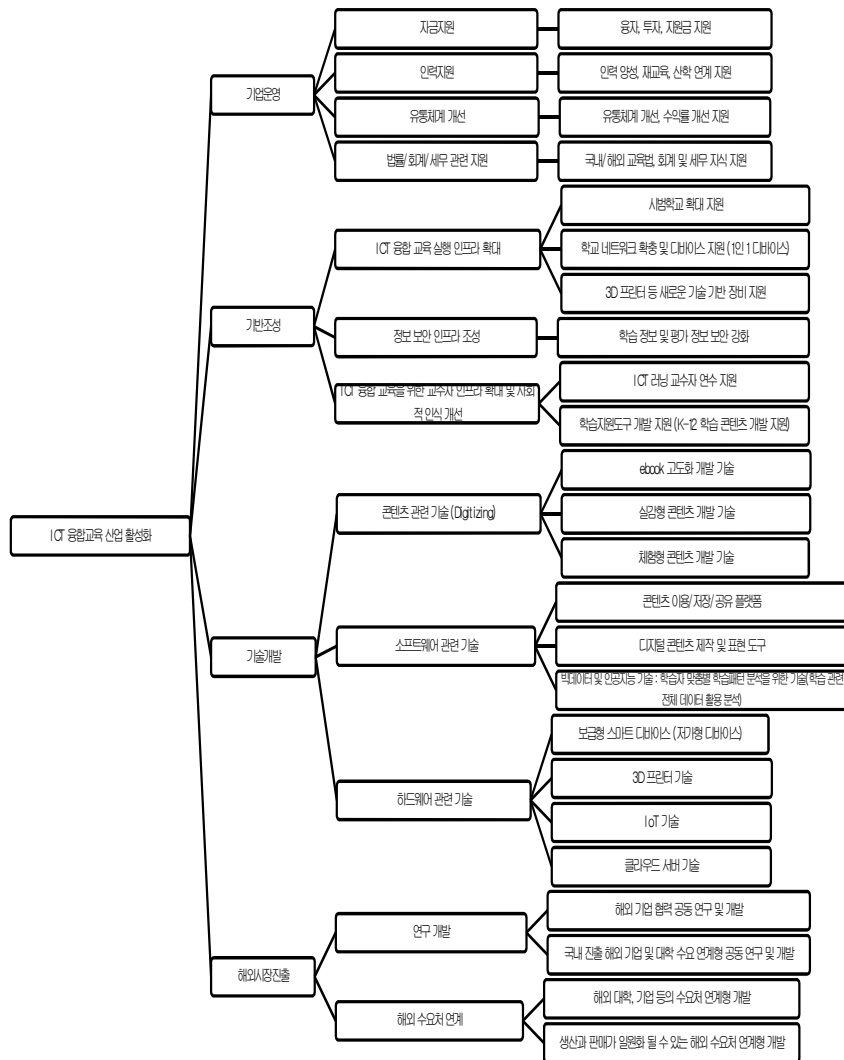 ICT 융합교육 산업 활성화
기업운영
자금지원
융자, 투자, 지원금 지원
인력지원
인력 양성, 재교육, 산학 연계 지원
유통체계 개선
유통체계 개선, 수익률 개선 지원
법률/회계/세무 관련 지원
국내/해외 교육법, 회계 및 세무 지식 지원
기반조성
ICT 융합 교육 실행 인프라 확대
시범학교 확대 지원
학교 네트워크 확충 및 디바이스 지원 (1인 1 디바이스)
3D 프린터 등 새로운 기술 기반 장비 지원
정보 보안 인프라 조성
학습 정보 및 평가 정보 보안 강화
ICT 융합 교육을 위한 교수자 인프라 확대 및 사회
적 인식 개선
ICT 러닝 교수자 연수 지원
학습지원도구 개발 지원 (K-12 학습 콘텐츠 개발 지원)
기술개발
콘텐츠 관련 기술 (Digitizing)
ebook 고도화 개발 기술
실감형 콘텐츠 개발 기술
체험형 콘텐츠 개발 기술
소프트웨어 관련 기술
콘텐츠 이용/저장/공유 플랫폼
디지털 콘텐츠 제작 및 표현 도구
빅데이터 및 인공지능 기술 : 학습자 맞춤별 학습패턴 분석을 위한 기술(학습 관련
전체 데이터 활용 분석)
하드웨어 관련 기술
보급형 스마트 디바이스 (저가형 디바이스)
3D 프린터 기술
IoT 기술
클라우드 서버 기술
해외시장진출
연구 개발
해외 기업 협력 공동 연구 및 개발
국내 진출 해외 기업 및 대학 수요 연계형 공동 연구 및 개발
해외 수요처 연계
해외 대학, 기업 등의 수요처 연계형 개발
생산과 판매가 일원화 될 수 있는 해외 수요처 연계형 개발